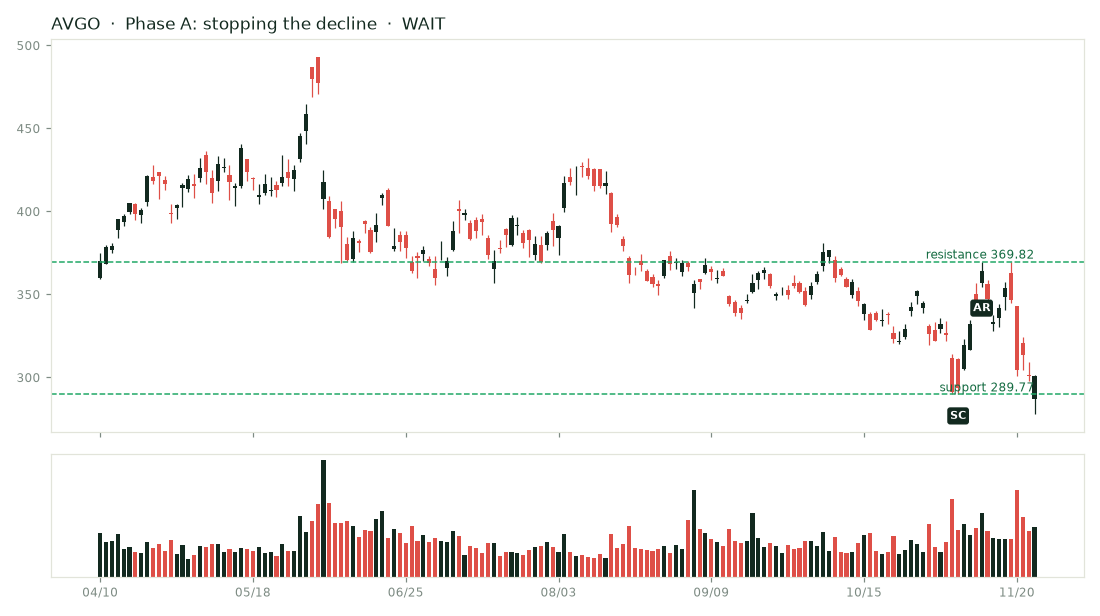 AVGO · Phase A: stopping the decline · WAIT
500
450
400
350
300
resistance 369.82
AR
support 289.77
SC
04/10
05/18
06/25
08/03
09/09
10/15
11/20